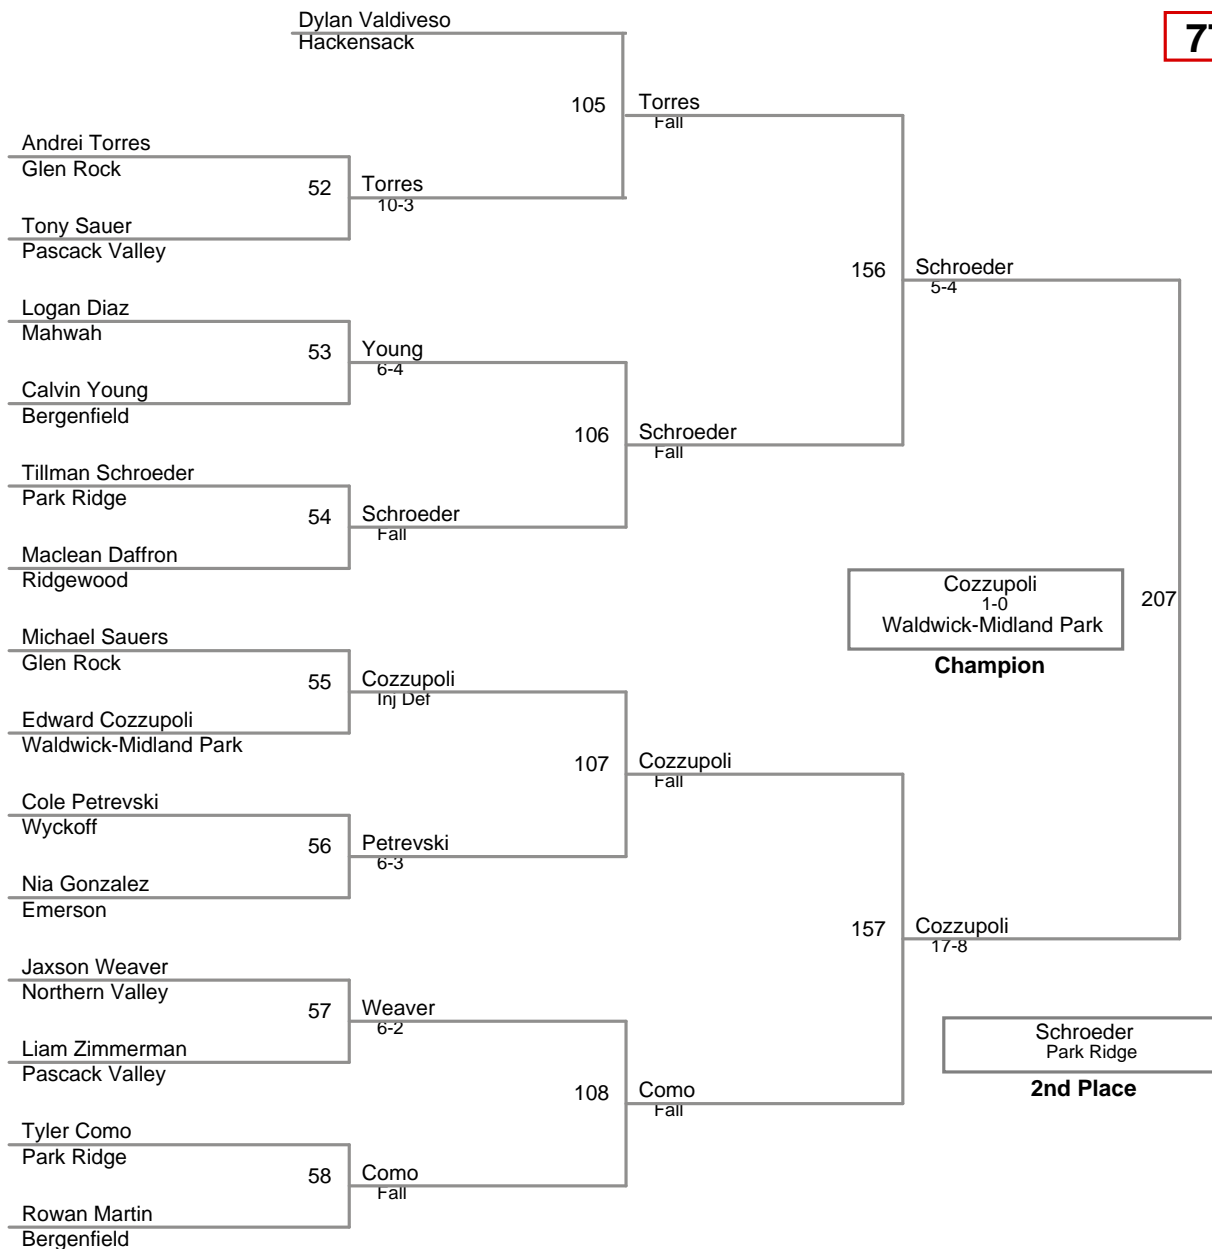 Dylan Valdiveso
Hackensack
105
Torres
Fall
Andrei Torres
Glen Rock
52
Torres
10-3
Tony Sauer
Pascack Valley
156
Schroeder
5-4
Logan Diaz
Mahwah
53
Young
6-4
Calvin Young
Bergenfield
106
Schroeder
Fall
Tillman Schroeder
Park Ridge
54
Schroeder
Fall
Maclean Daffron
Ridgewood
Cozzupoli
1-0
Waldwick-Midland Park
207
Champion
Michael Sauers
Glen Rock
55
Cozzupoli
Inj Def
Edward Cozzupoli
Waldwick-Midland Park
107
Cozzupoli
Fall
Cole Petrevski
Wyckoff
56
Petrevski
6-3
Nia Gonzalez
Emerson
157
Cozzupoli
17-8
Jaxson Weaver
Northern Valley
57
Weaver
6-2
Liam Zimmerman
Pascack Valley
Schroeder
Park Ridge
2nd Place
108
Como
Fall
Tyler Como
Park Ridge
58
Como
Fall
Rowan Martin
Bergenfield